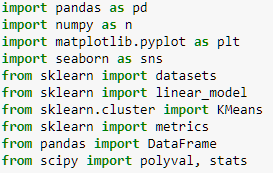 import pandas as pd
import numpy as n
import matplotlib.pyplot as plt
import seaborn as sns
from sklearn import datasets
from sklearn import linear_model
from sklearn.cluster import KMeans
from sklearn import metrics
from pandas import DataFrame
from scipy import polyval, stats